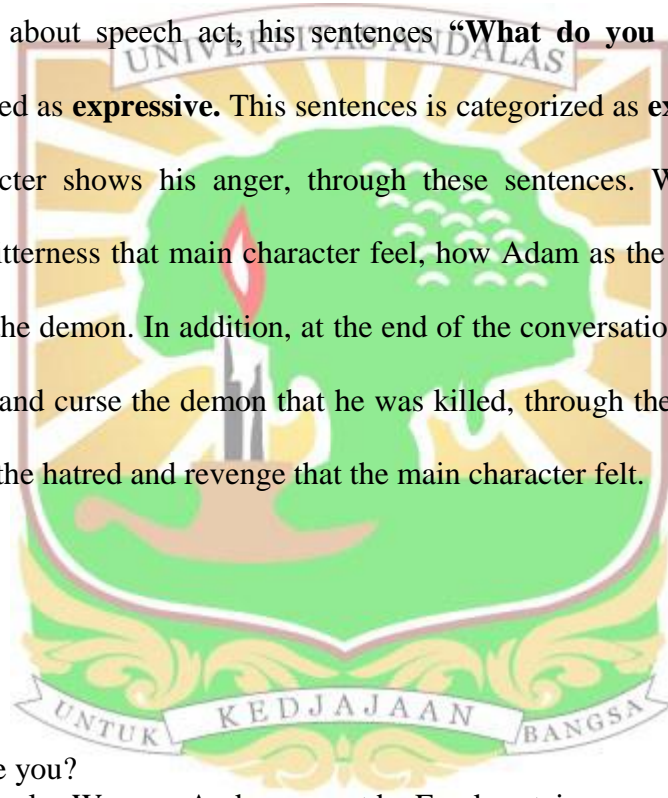 about speech act, his sentences “What do you
UNIVERSITAS ANDALAS
ed as expressive. This sentences is categorized as ex
cter shows his anger, through these sentences. W
tterness that main character feel, how Adam as the
he demon. In addition, at the end of the conversatio
and curse the demon that he was killed, through the
the hatred and revenge that the main character felt.
UNTUK KEDJAJAAN BANGSA
e you?